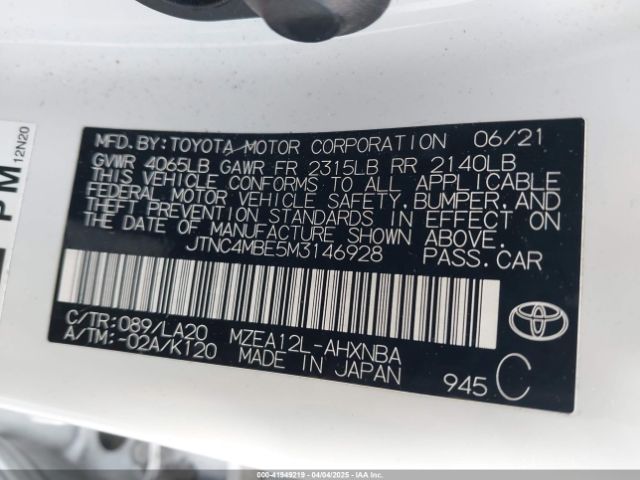 PM
12N20
MFD.BY:TOYOTA MOTOR CORPORATION 06/21
GVWR 4065LB GAWR FR 2315LB RR 2140LB
THIS VEHICLE CONFORMS TO ALL APPLICABLE
FEDERAL MOTOR VEHICLE SAFETY,BUMPER,AND
THEFT PREVENTION STANDARDS IN EFFECT ON
THE DATE OF MANUFACTURE SHOWN ABOVE.
JTNC4MBE5M3146928 PASS.CAR
C/TR:089/LA20 MZEA12L-AHXNBA
A/TM:-02A/K120 MADE IN JAPAN
945 C
TOYOTA
000-41949219 - 04/04/2025 - IAAI.COM